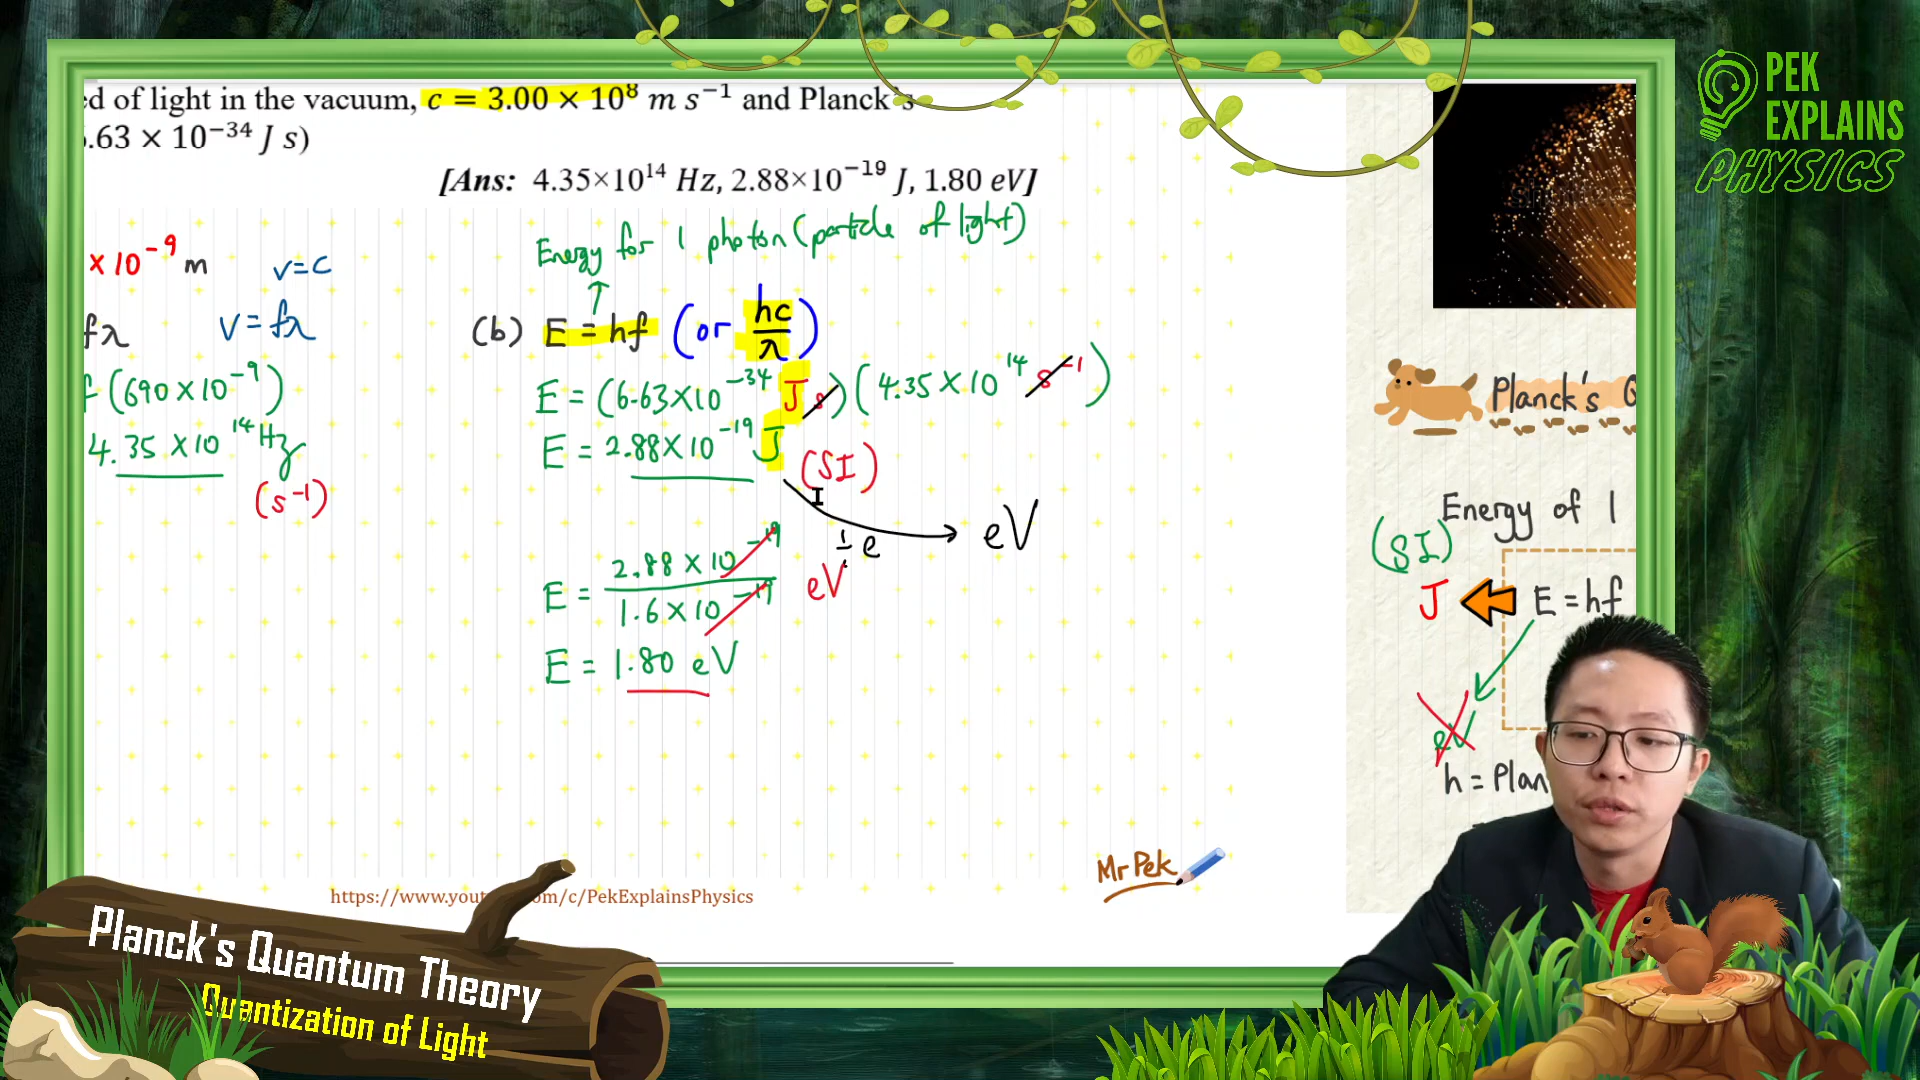 PEK
EXPLAINS
PHYSICS
ed of light in the vacuum, c = 3.00 × 10⁸ m s⁻¹ and Planck's
.63 × 10⁻³⁴ J s)
[Ans: 4.35×10¹⁴ Hz, 2.88×10⁻¹⁹ J, 1.80 eV]
× 10⁻⁹ m
v = c
fλ
v = fλ
f (690 × 10⁻⁹)
4.35 × 10¹⁴ Hz
(s⁻¹)
Energy for 1 photon (particle of light)
↑
(b) E = hf (or hc/λ)
E = (6.63×10⁻³⁴ J s)(4.35 × 10¹⁴ s⁻¹)
E = 2.88×10⁻¹⁹ J
(SI)
÷ e
eV
E = 2.88 × 10⁻¹⁹ / 1.6 × 10⁻¹⁹ eV
E = 1.80 eV
Planck's Q
Energy of 1
(SI)
J
E = hf
eV
h = Plan
Mr Pek
https://www.yout om/c/PekExplainsPhysics
Planck's Quantum Theory
Quantization of Light